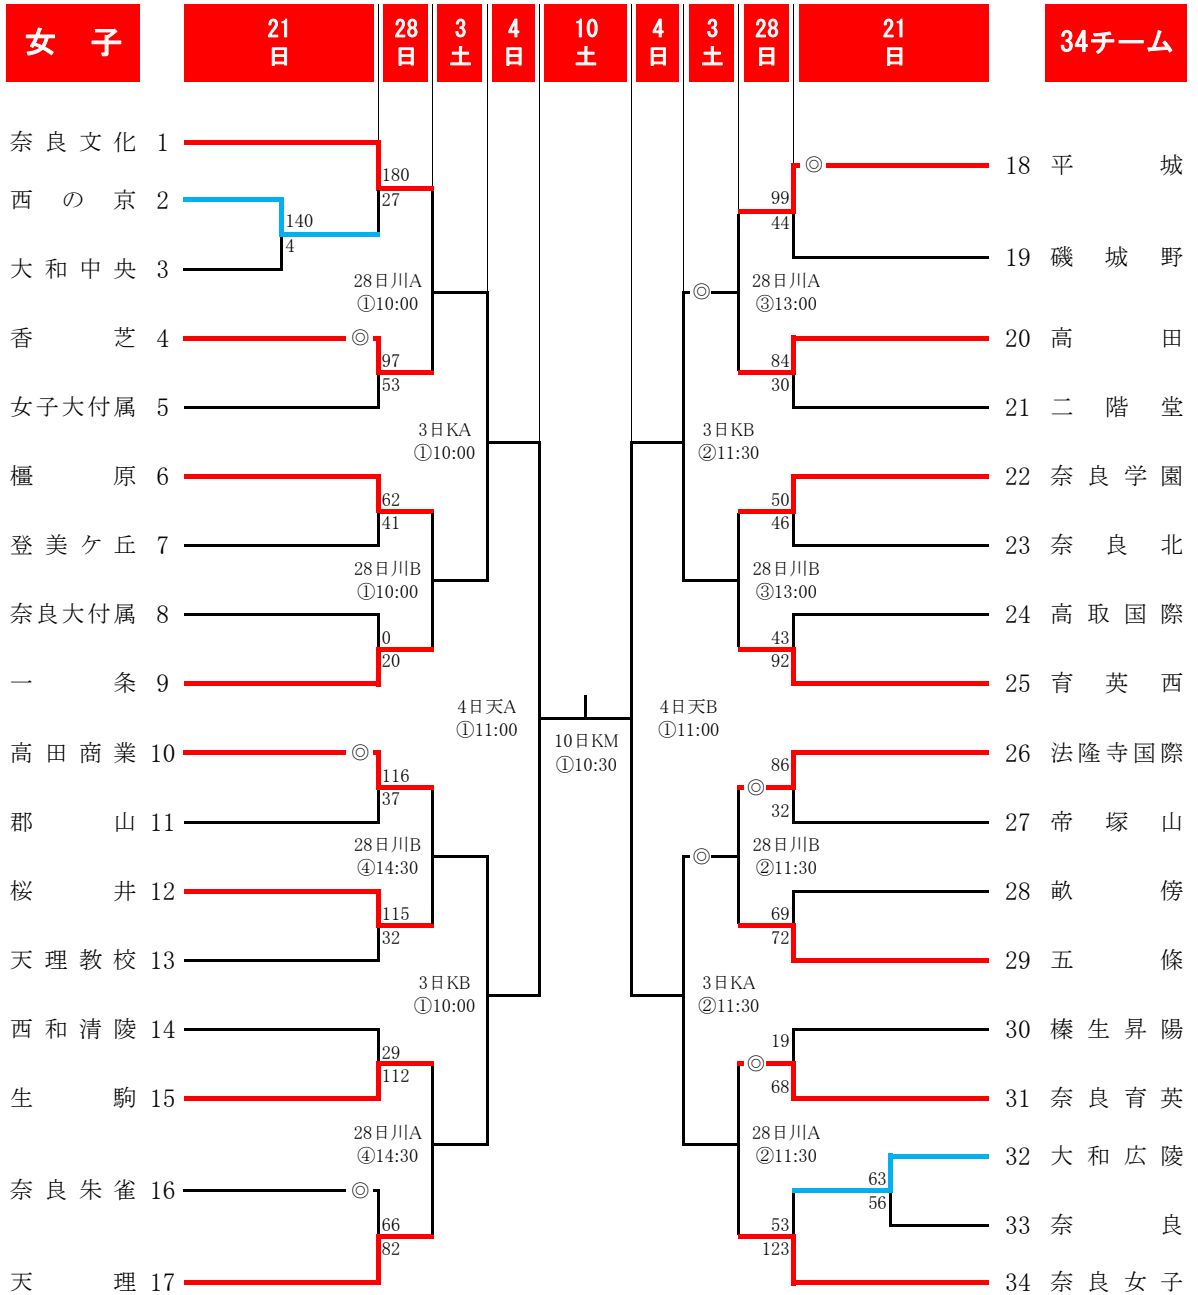 女 子
21
日
28
日
3
土
4
日
10
土
4
日
3
土
28
日
21
日
34チーム
奈良文化 1
西の京 2
大和中央 3
香芝 4
女子大付属 5
橿原 6
登美ケ丘 7
奈良大付属 8
一条 9
高田商業 10
郡山 11
桜井 12
天理教校 13
西和清陵 14
生駒 15
奈良朱雀 16
天理 17
180
27
140
4
28日川A
①10:00
◎
97
53
3日KA
①10:00
62
41
28日川B
①10:00
0
20
4日天A
①11:00
◎
116
37
28日川B
④14:30
115
32
3日KB
①10:00
29
112
28日川A
④14:30
◎
66
82
10日KM
①10:30
◎
99
44
◎
28日川A
③13:00
84
30
3日KB
②11:30
50
46
28日川B
③13:00
43
92
4日天B
①11:00
86
◎
32
◎
28日川B
②11:30
69
72
3日KA
②11:30
19
◎
68
28日川A
②11:30
63
56
53
123
18 平城
19 磯城野
20 高田
21 二階堂
22 奈良学園
23 奈良北
24 高取国際
25 育英西
26 法隆寺国際
27 帝塚山
28 畝傍
29 五條
30 榛生昇陽
31 奈良育英
32 大和広陵
33 奈良
34 奈良女子